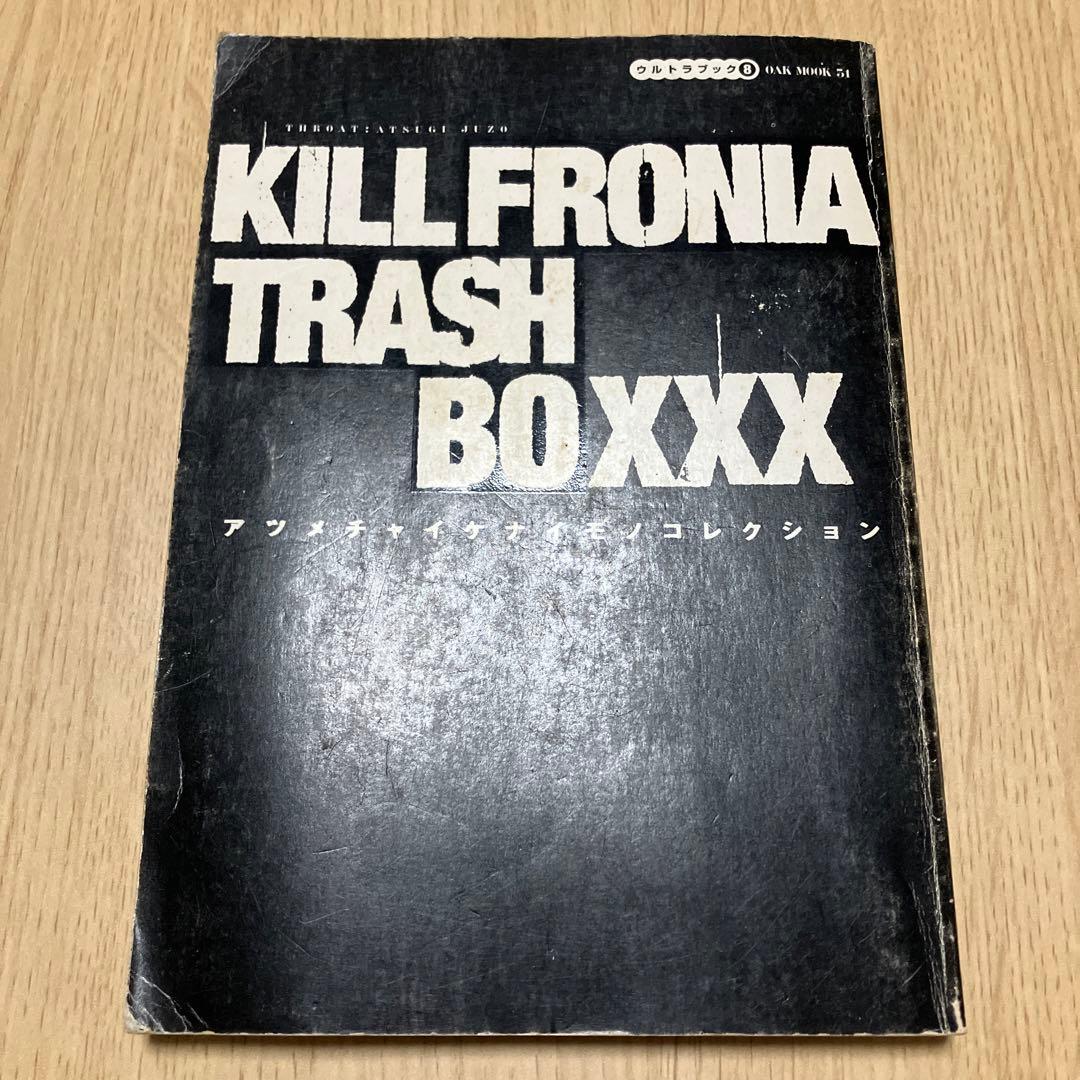 ウルトラブック8 OAK MOOK 51
THROAT:ATSUGI JUZO
KILL FRONIA
TRASH
BOXXX
アツメチャイケナイモノコレクション